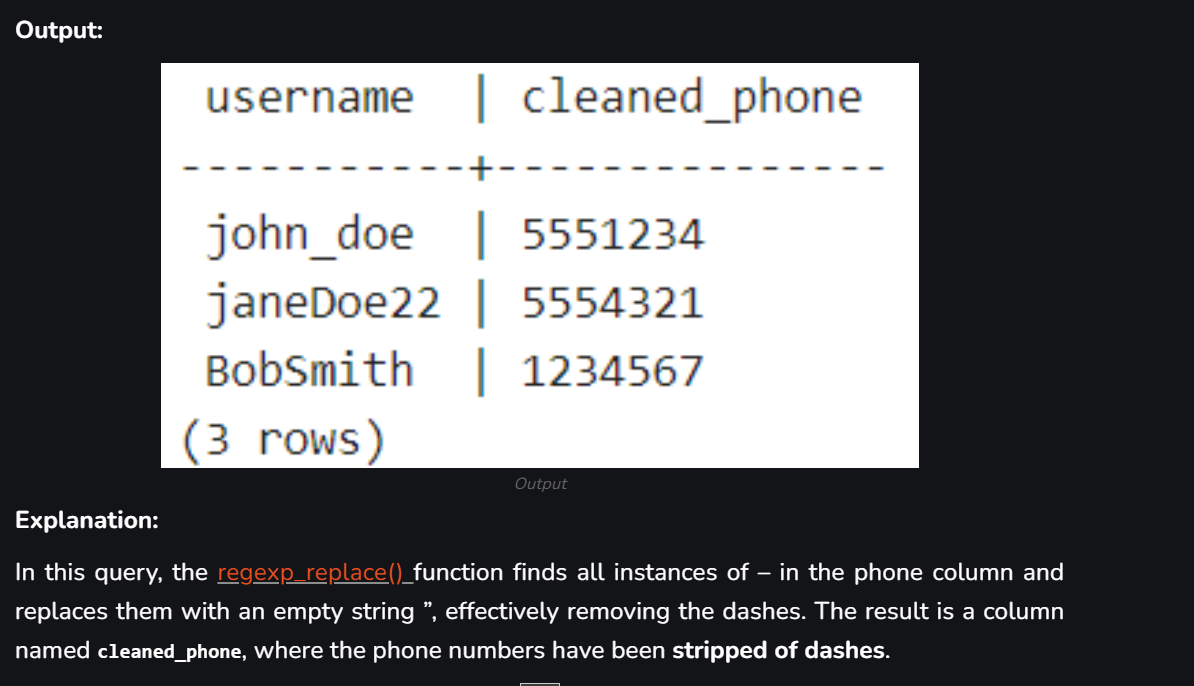 Output:
username | cleaned_phone
-----------+---------------
john_doe | 5551234
janeDoe22 | 5554321
BobSmith | 1234567
(3 rows)
Output
Explanation:
In this query, the regexp_replace() function finds all instances of – in the phone column and
replaces them with an empty string ”, effectively removing the dashes. The result is a column
named cleaned_phone, where the phone numbers have been stripped of dashes.